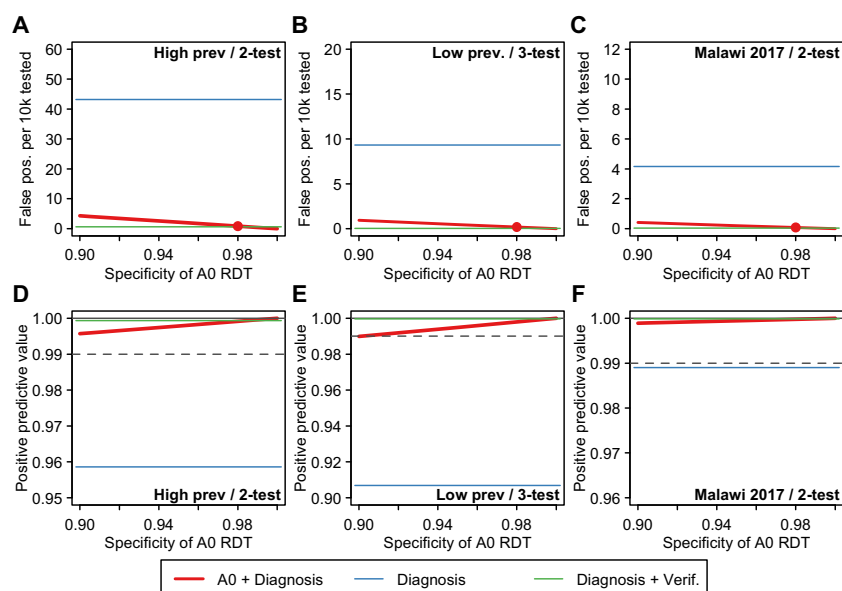 A
High prev / 2-test
False pos. per 10k tested
60
50
40
30
20
10
0
0.90
0.94
0.98
Specificity of A0 RDT
B
Low prev. / 3-test
False pos. per 10k tested
20
15
10
5
0
0.90
0.94
0.98
Specificity of A0 RDT
C
Malawi 2017 / 2-test
False pos. per 10k tested
12
10
8
6
4
2
0
0.90
0.94
0.98
Specificity of A0 RDT
D
Positive predictive value
1.00
0.99
0.98
0.97
0.96
0.95
High prev / 2-test
0.90
0.94
0.98
Specificity of A0 RDT
E
Positive predictive value
1.00
0.98
0.96
0.94
0.92
0.90
Low prev / 3-test
0.90
0.94
0.98
Specificity of A0 RDT
F
Positive predictive value
1.00
0.99
0.98
0.97
0.96
Malawi 2017 / 2-test
0.90
0.94
0.98
Specificity of A0 RDT
A0 + Diagnosis
Diagnosis
Diagnosis + Verif.